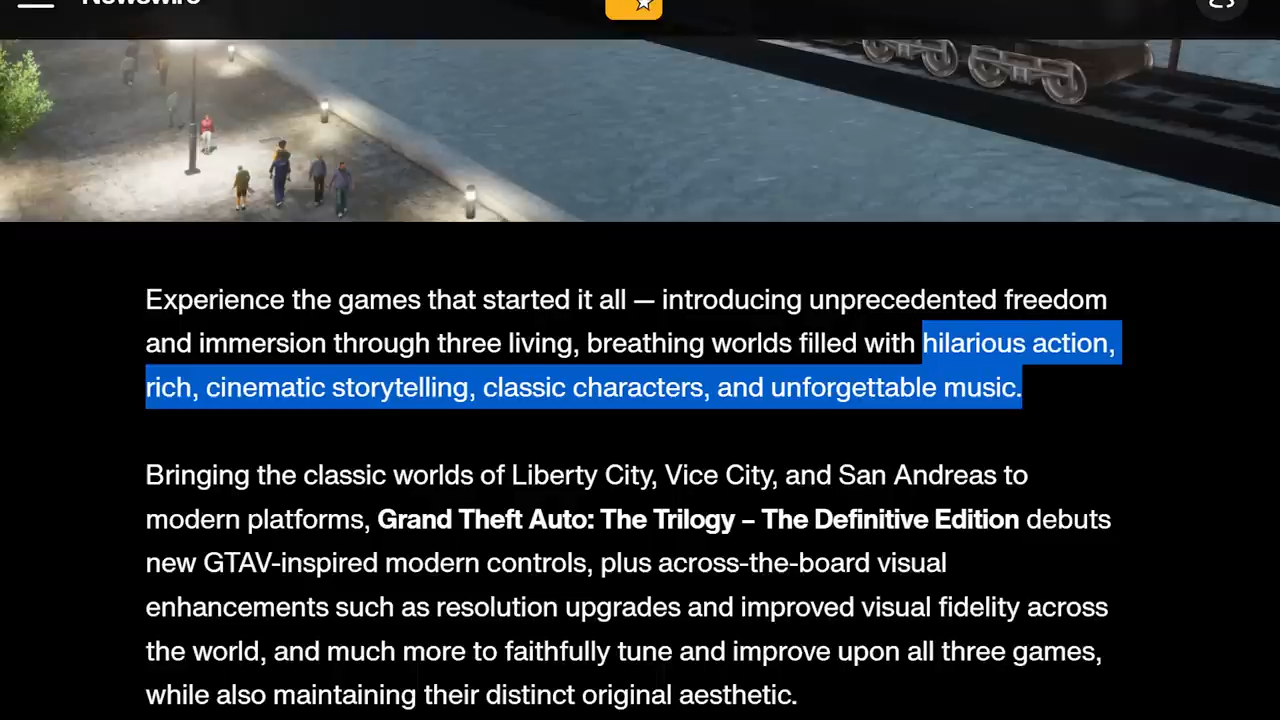 Newswire
Experience the games that started it all — introducing unprecedented freedom
and immersion through three living, breathing worlds filled with hilarious action,
rich, cinematic storytelling, classic characters, and unforgettable music.
Bringing the classic worlds of Liberty City, Vice City, and San Andreas to
modern platforms, Grand Theft Auto: The Trilogy – The Definitive Edition debuts
new GTAV-inspired modern controls, plus across-the-board visual
enhancements such as resolution upgrades and improved visual fidelity across
the world, and much more to faithfully tune and improve upon all three games,
while also maintaining their distinct original aesthetic.